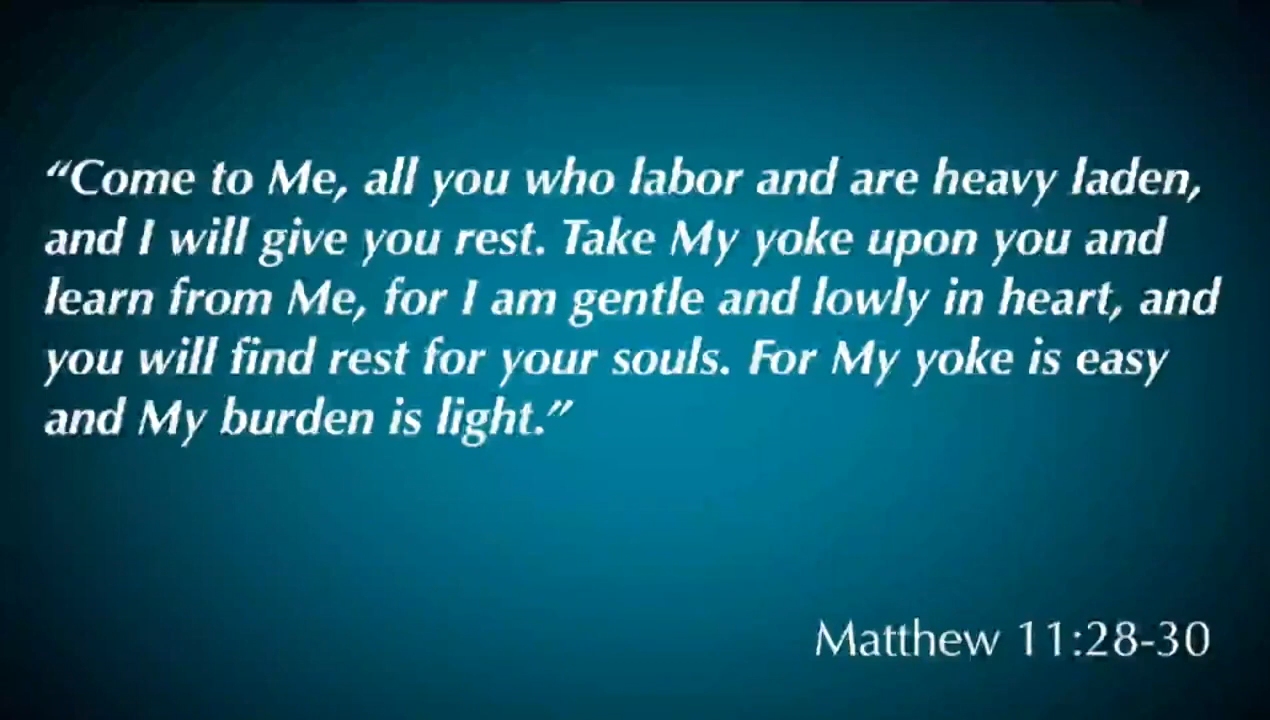 “Come to Me, all you who labor and are heavy laden,
and I will give you rest. Take My yoke upon you and
learn from Me, for I am gentle and lowly in heart, and
you will find rest for your souls. For My yoke is easy
and My burden is light.”
Matthew 11:28-30